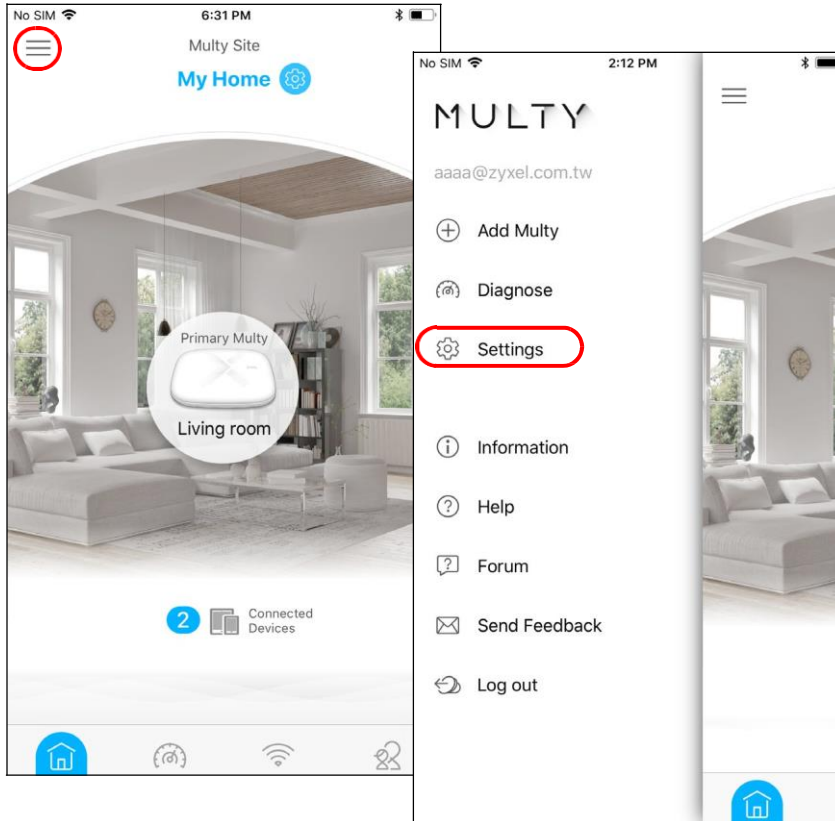 No SIM 6:31 PM
Multy Site
My Home
Primary Multy
Living room
2 Connected
Devices
No SIM 2:12 PM
MULTY
aaaa@zyxel.com.tw
Add Multy
Diagnose
Settings
Information
Help
Forum
Send Feedback
Log out